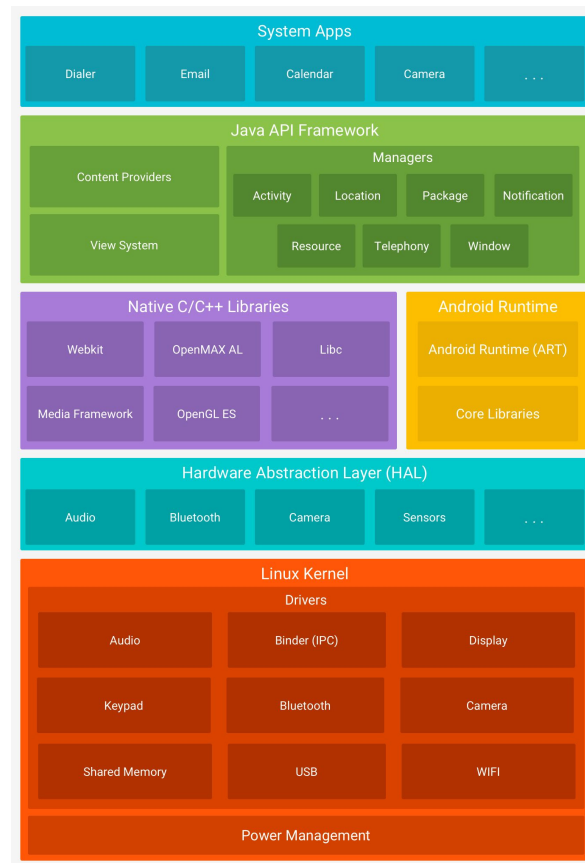 System Apps
Dialer
Email
Calendar
Camera
. . .
Java API Framework
Content Providers
View System
Managers
Activity
Location
Package
Notification
Resource
Telephony
Window
Native C/C++ Libraries
Webkit
OpenMAX AL
Libc
Media Framework
OpenGL ES
. . .
Android Runtime
Android Runtime (ART)
Core Libraries
Hardware Abstraction Layer (HAL)
Audio
Bluetooth
Camera
Sensors
. . .
Linux Kernel
Drivers
Audio
Binder (IPC)
Display
Keypad
Bluetooth
Camera
Shared Memory
USB
WIFI
Power Management